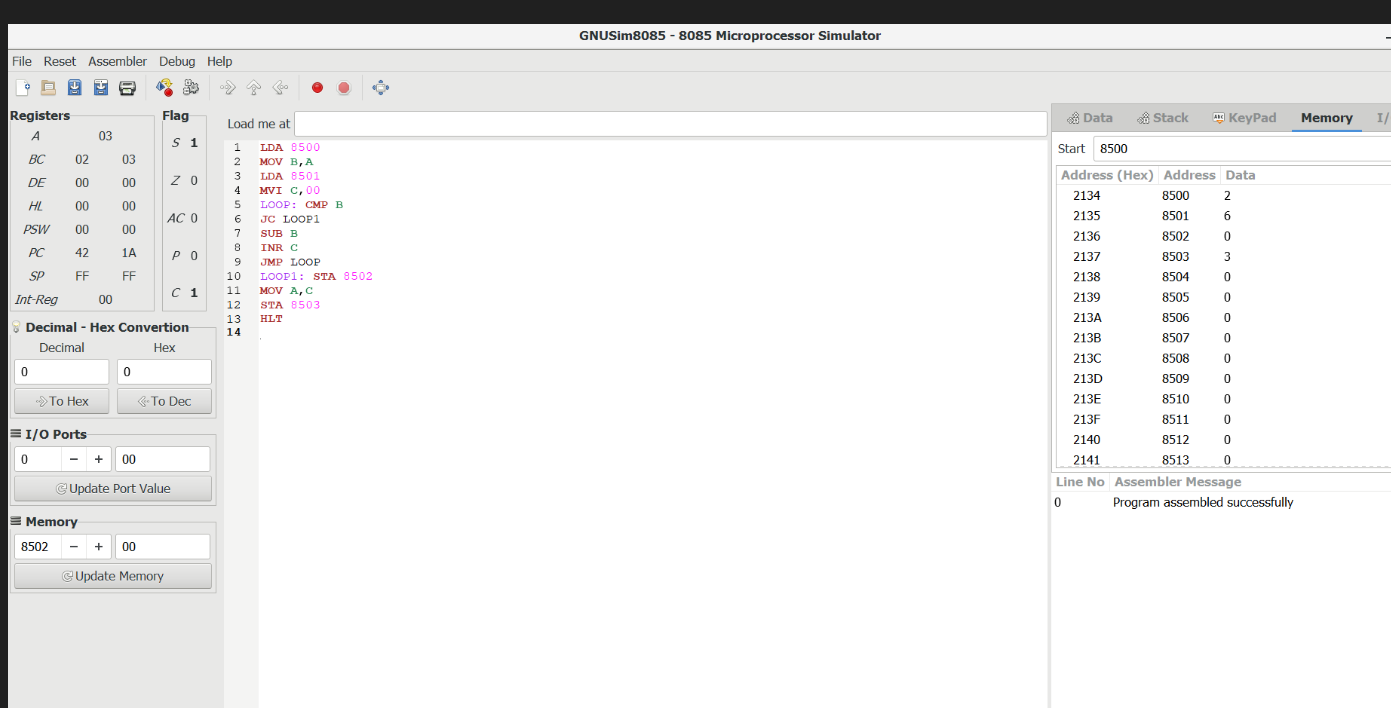 GNUSim8085 - 8085 Microprocessor Simulator
File Reset Assembler Debug Help
Registers
A 03
BC 02 03
DE 00 00
HL 00 00
PSW 00 00
PC 42 1A
SP FF FF
Int-Reg 00
Flag
S 1
Z 0
AC 0
P 0
C 1
Decimal - Hex Convertion
Decimal Hex
0 0
To Hex To Dec
I/O Ports
0 − + 00
Update Port Value
Memory
8502 − + 00
Update Memory
Load me at
1 LDA 8500
2 MOV B,A
3 LDA 8501
4 MVI C,00
5 LOOP: CMP B
6 JC LOOP1
7 SUB B
8 INR C
9 JMP LOOP
10 LOOP1: STA 8502
11 MOV A,C
12 STA 8503
13 HLT
14
Data Stack KeyPad Memory I/
Start 8500
Address (Hex) Address Data
2134 8500 2
2135 8501 6
2136 8502 0
2137 8503 3
2138 8504 0
2139 8505 0
213A 8506 0
213B 8507 0
213C 8508 0
213D 8509 0
213E 8510 0
213F 8511 0
2140 8512 0
2141 8513 0
Line No Assembler Message
0 Program assembled successfully